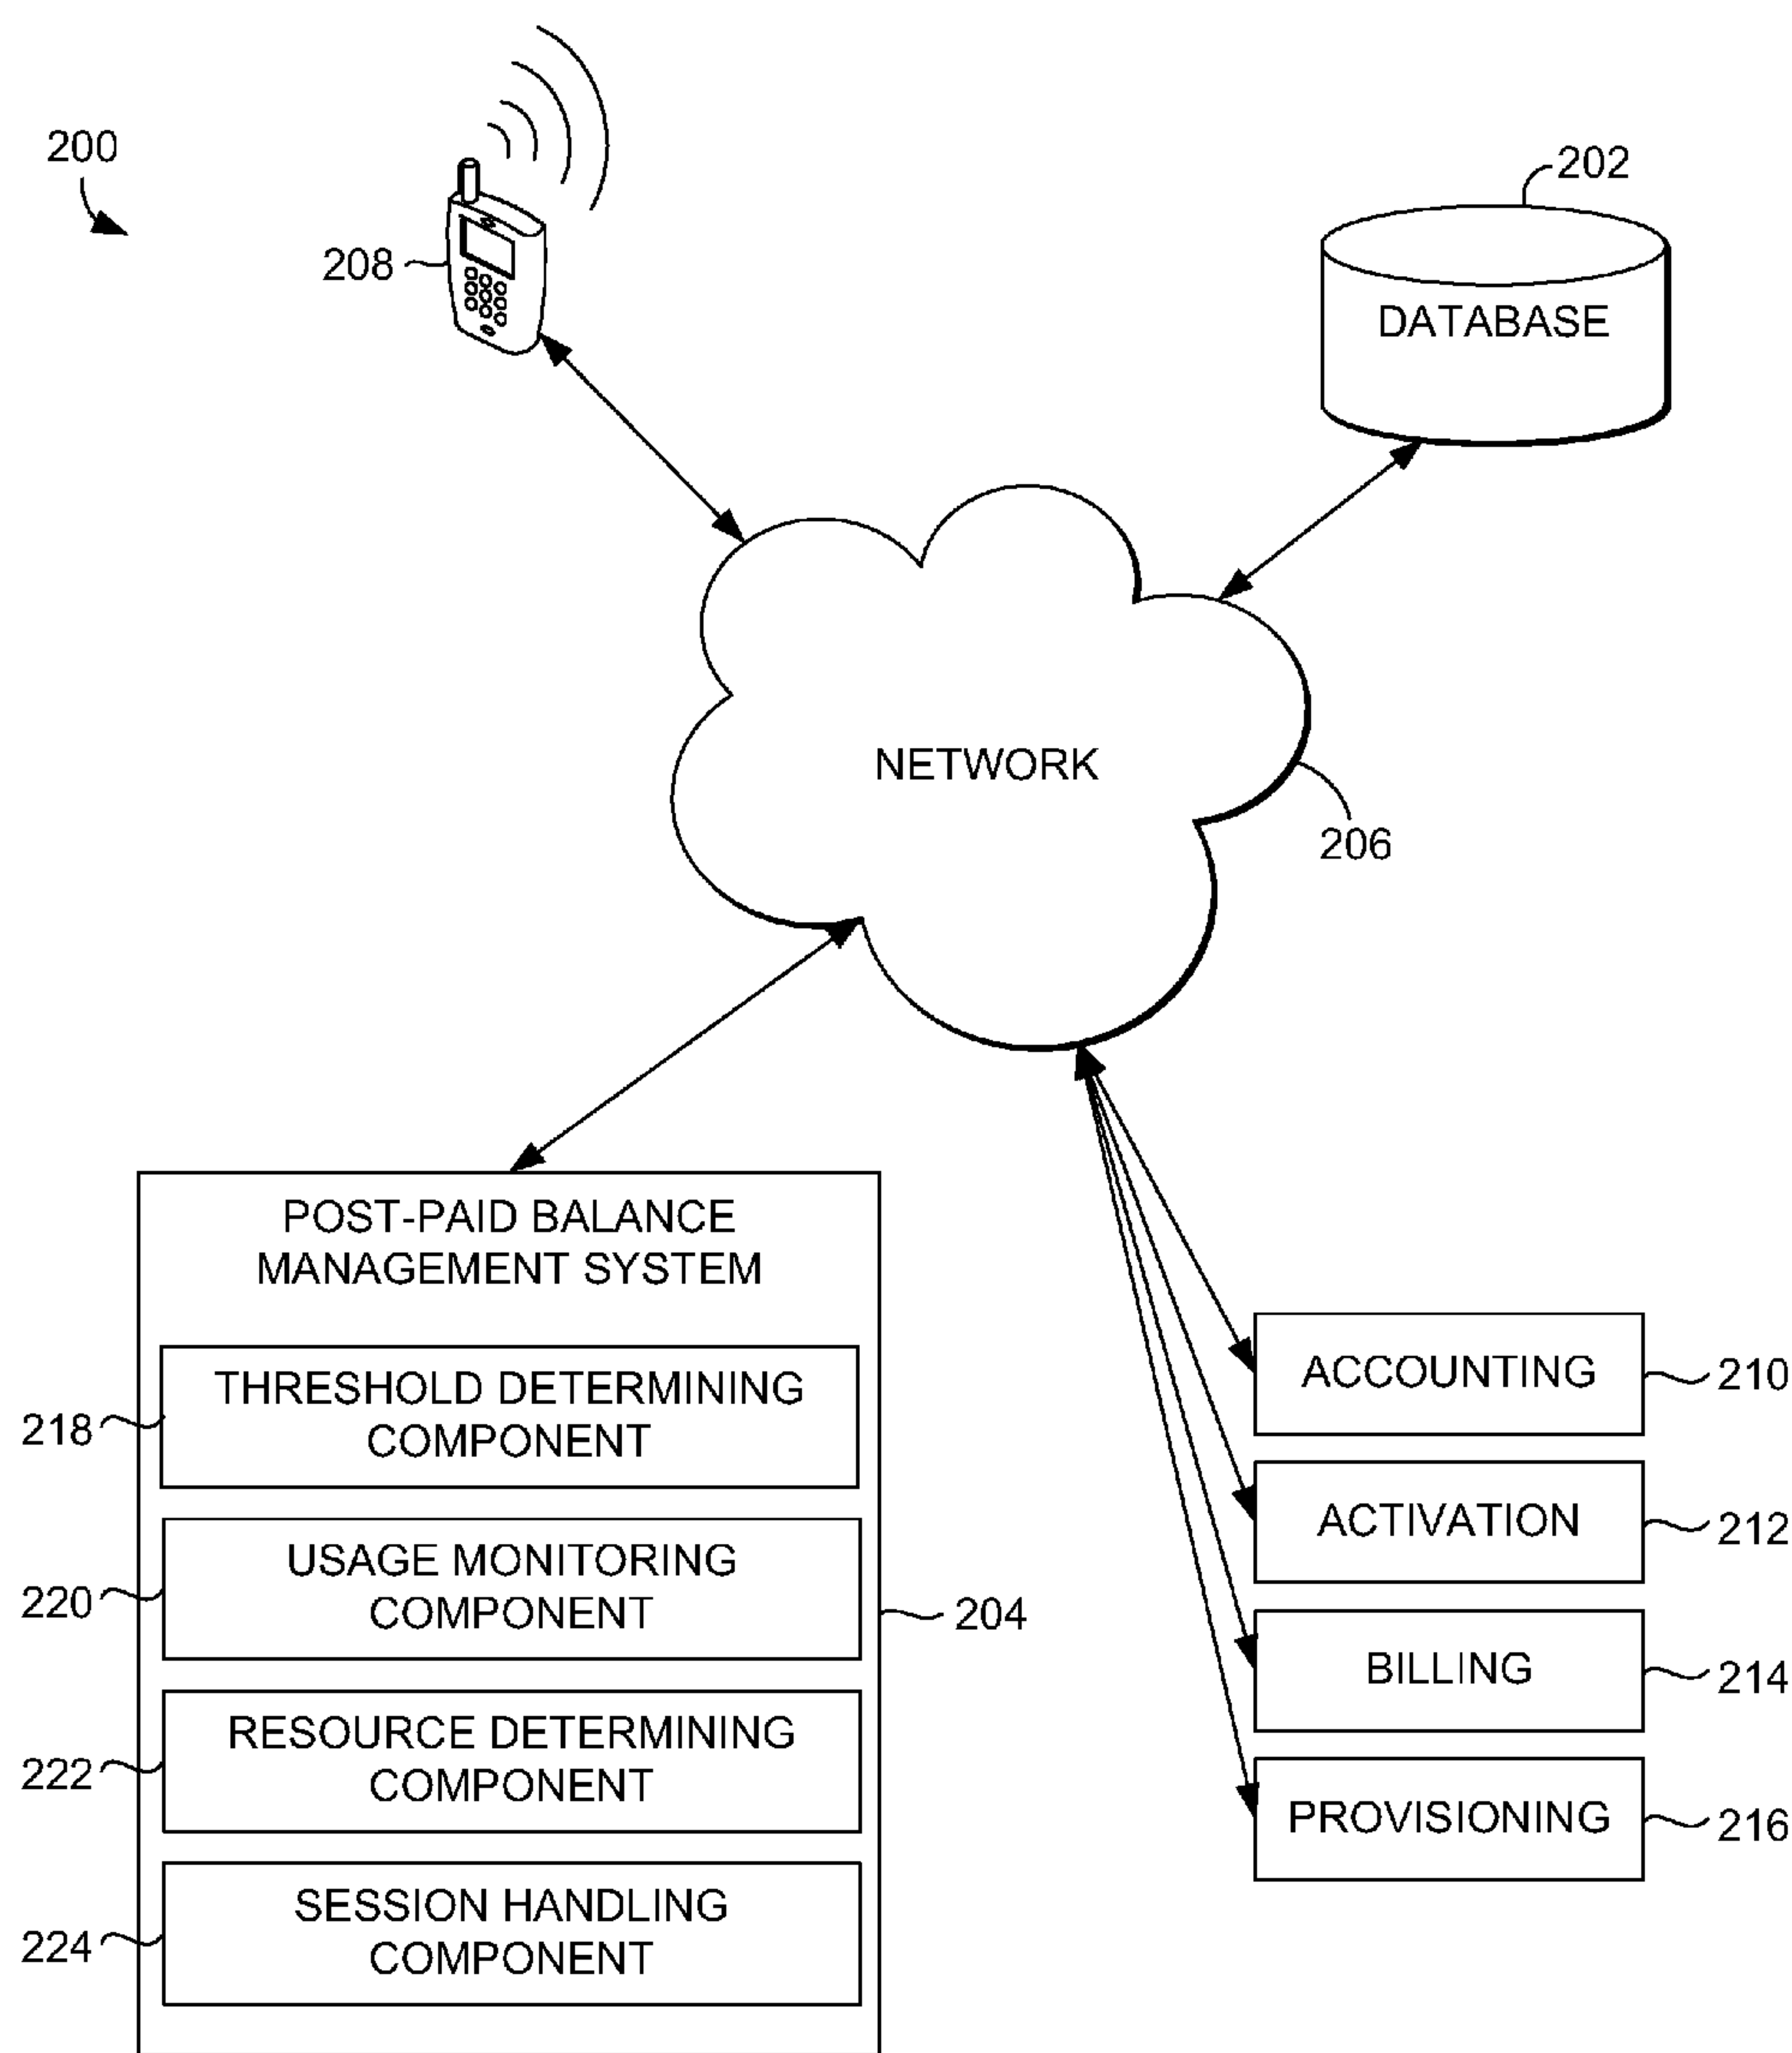 200
208
202
DATABASE
NETWORK
206
POST-PAID BALANCE
MANAGEMENT SYSTEM
THRESHOLD DETERMINING
COMPONENT
218
USAGE MONITORING
COMPONENT
220
204
RESOURCE DETERMINING
COMPONENT
222
SESSION HANDLING
COMPONENT
224
ACCOUNTING
210
ACTIVATION
212
BILLING
214
PROVISIONING
216